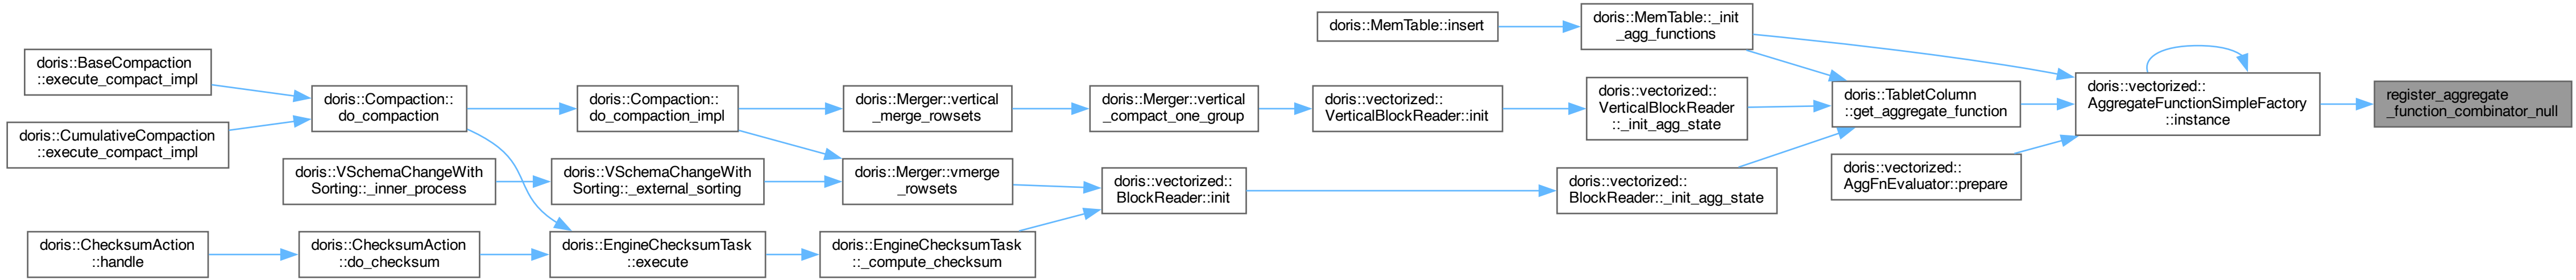 doris::BaseCompaction
::execute_compact_impl
doris::CumulativeCompaction
::execute_compact_impl
doris::Compaction::
do_compaction
doris::Compaction::
do_compaction_impl
doris::VSchemaChangeWith
Sorting::_inner_process
doris::VSchemaChangeWith
Sorting::_external_sorting
doris::ChecksumAction
::handle
doris::ChecksumAction
::do_checksum
doris::EngineChecksumTask
::execute
doris::EngineChecksumTask
::_compute_checksum
doris::Merger::vertical
_merge_rowsets
doris::Merger::vmerge
_rowsets
doris::Merger::vertical
_compact_one_group
doris::vectorized::
BlockReader::init
doris::MemTable::insert
doris::vectorized::
VerticalBlockReader::init
doris::MemTable::_init
_agg_functions
doris::vectorized::
VerticalBlockReader
::_init_agg_state
doris::vectorized::
BlockReader::_init_agg_state
doris::TabletColumn
::get_aggregate_function
doris::vectorized::
AggFnEvaluator::prepare
doris::vectorized::
AggregateFunctionSimpleFactory
::instance
register_aggregate
_function_combinator_null